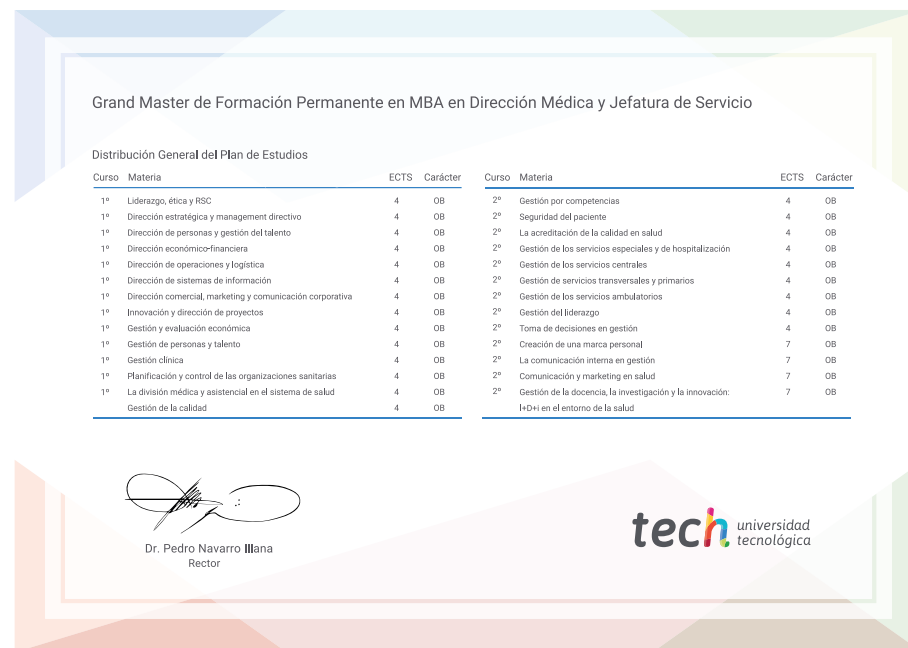 Grand Master de Formación Permanente en MBA en Dirección Médica y Jefatura de Servicio
Distribución General del Plan de Estudios
Curso Materia ECTS Carácter
1º Liderazgo, ética y RSC 4 OB
1º Dirección estratégica y management directivo 4 OB
1º Dirección de personas y gestión del talento 4 OB
1º Dirección económico-financiera 4 OB
1º Dirección de operaciones y logística 4 OB
1º Dirección de sistemas de información 4 OB
1º Dirección comercial, marketing y comunicación corporativa 4 OB
1º Innovación y dirección de proyectos 4 OB
1º Gestión y evaluación económica 4 OB
1º Gestión de personas y talento 4 OB
1º Gestión clínica 4 OB
1º Planificación y control de las organizaciones sanitarias 4 OB
1º La división médica y asistencial en el sistema de salud 4 OB
Gestión de la calidad 4 OB
Curso Materia ECTS Carácter
2º Gestión por competencias 4 OB
2º Seguridad del paciente 4 OB
2º La acreditación de la calidad en salud 4 OB
2º Gestión de los servicios especiales y de hospitalización 4 OB
2º Gestión de los servicios centrales 4 OB
2º Gestión de servicios transversales y primarios 4 OB
2º Gestión de los servicios ambulatorios 4 OB
2º Gestión del liderazgo 4 OB
2º Toma de decisiones en gestión 4 OB
2º Creación de una marca personal 7 OB
2º La comunicación interna en gestión 7 OB
2º Comunicación y marketing en salud 7 OB
2º Gestión de la docencia, la investigación y la innovación: 7 OB
I+D+i en el entorno de la salud
Dr. Pedro Navarro Illana
Rector
tech universidad
tecnológica